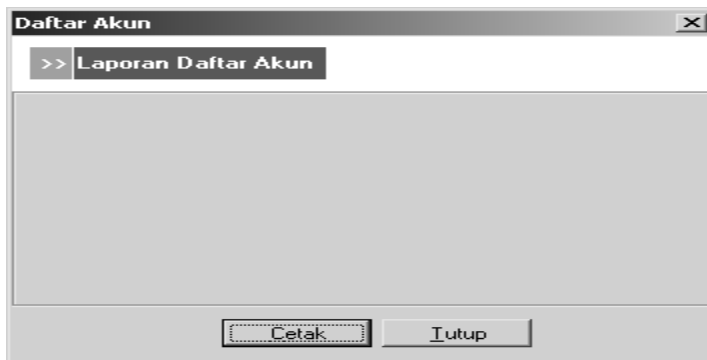 Daftar Akun
>> Laporan Daftar Akun
Cetak
Tutup